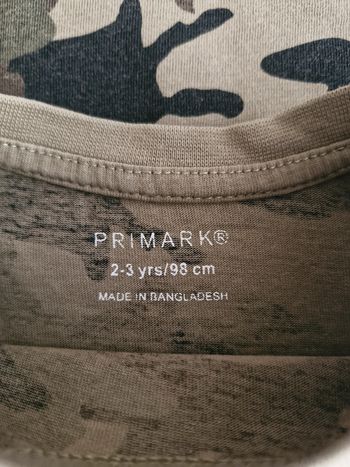 PRIMARK®
2-3 yrs/98 cm
MADE IN BANGLADESH